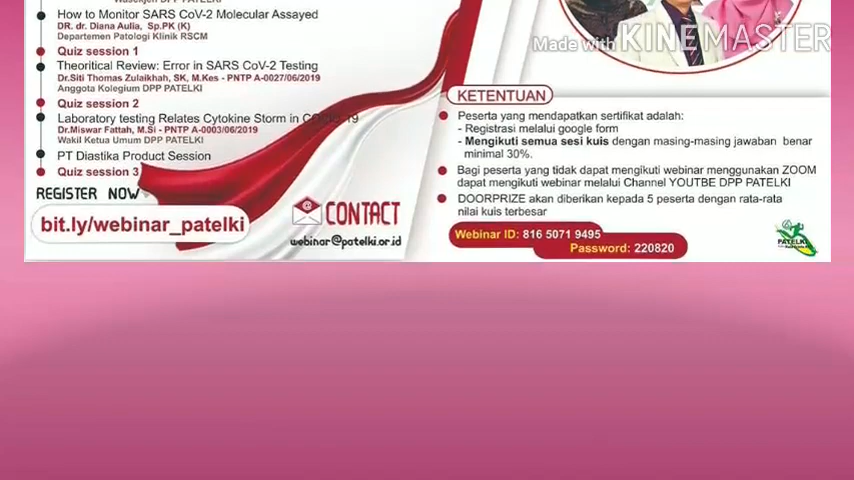 How to Monitor SARS CoV-2 Molecular Assayed
DR. dr. Diana Aulia, Sp.PK (K)
Departemen Patologi Klinik RSCM
Quiz session 1
Theoritical Review: Error in SARS CoV-2 Testing
Dr.Siti Thomas Zulaikhah, SK, M.Kes - PNTP A-0027/06/2019
Anggota Kolegium DPP PATELKI
Quiz session 2
Laboratory testing Relates Cytokine Storm in COVID-19
Dr.Miswar Fattah, M.Si - PNTP A-0003/06/2019
Wakil Ketua Umum DPP PATELKI
PT Diastika Product Session
Quiz session 3
REGISTER NOW
bit.ly/webinar_patelki
CONTACT
webinar@patelki.or.id
Made with KINEMASTER
KETENTUAN
Peserta yang mendapatkan sertifikat adalah:
- Registrasi melalui google form
- Mengikuti semua sesi kuis dengan masing-masing jawaban benar
minimal 30%.
Bagi peserta yang tidak dapat mengikuti webinar menggunakan ZOOM
dapat mengikuti webinar melalui Channel YOUTBE DPP PATELKI
DOORPRIZE akan diberikan kepada 5 peserta dengan rata-rata
nilai kuis terbesar
Webinar ID: 816 5071 9495
Password: 220820
PATELKI